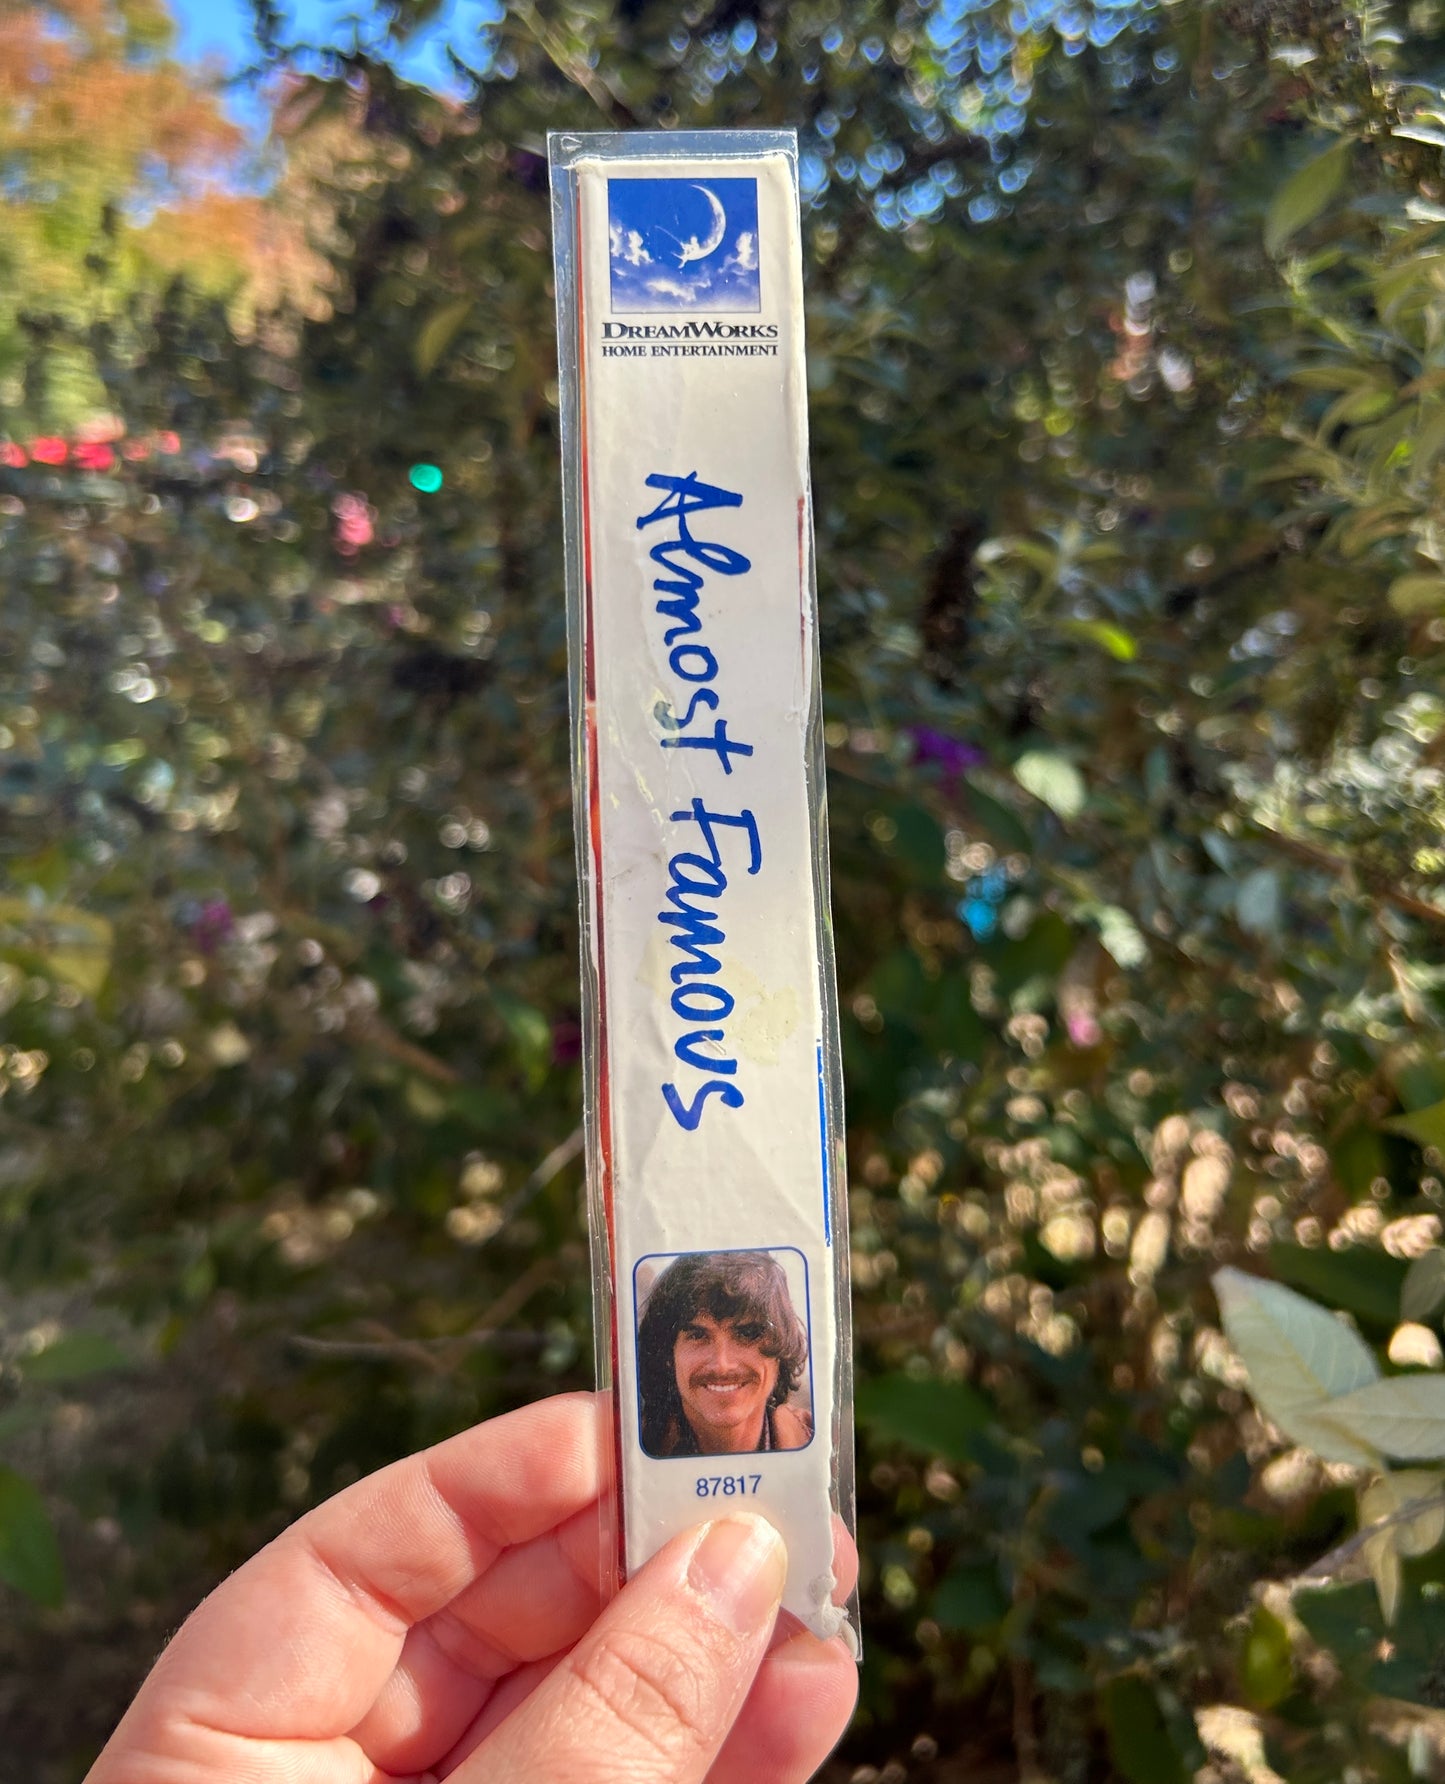 DREAMWORKS
HOME ENTERTAINMENT
Almost Famous
87817